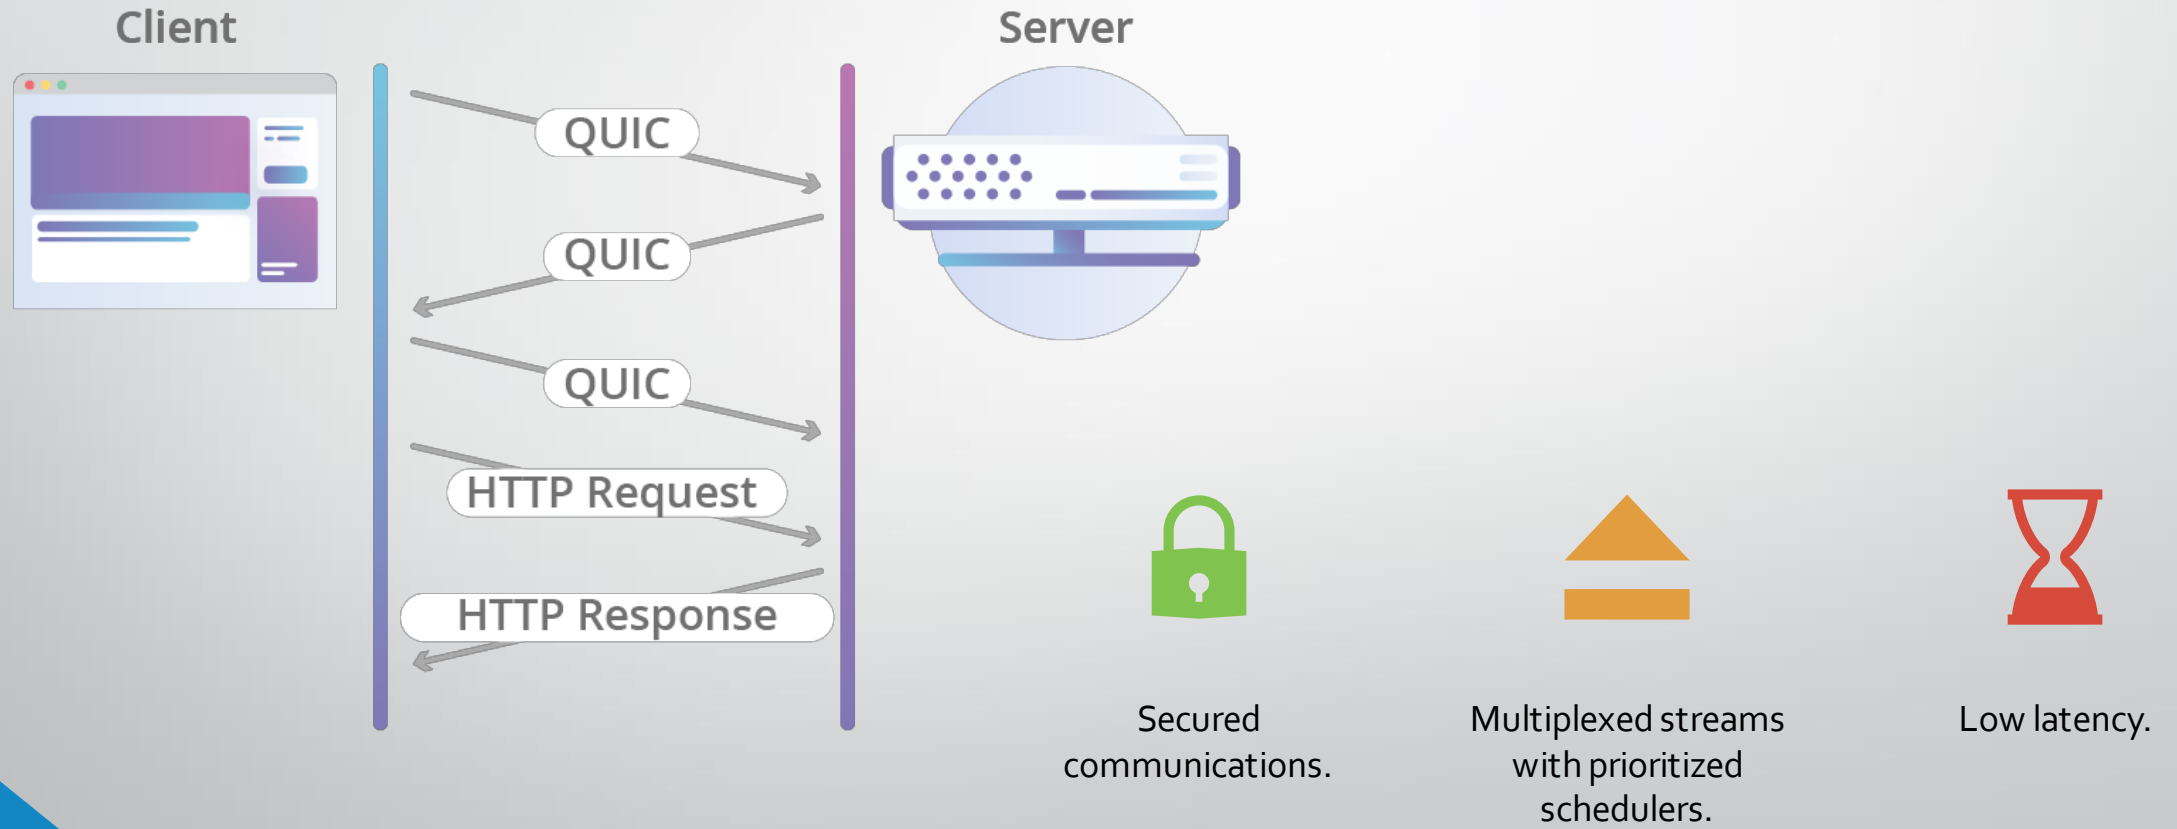 Client
Server
QUIC
QUIC
QUIC
HTTP Request
HTTP Response
Secured
communications.
Multiplexed streams
with prioritized
schedulers.
Low latency.